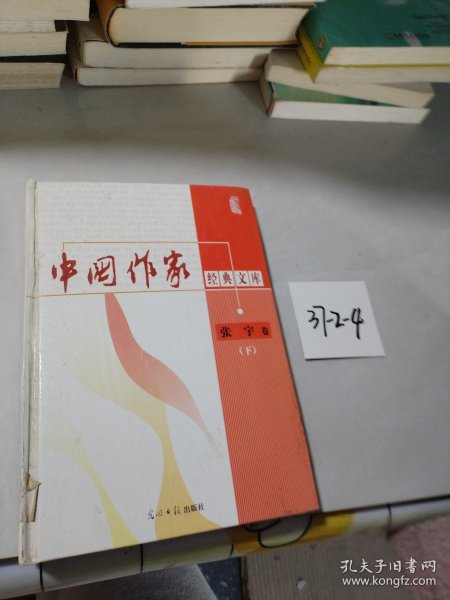 中国作家
经典文库
张宇 卷
(下)
光明日报出版社
37-2-4
孔夫子旧书网
www.kongfz.com